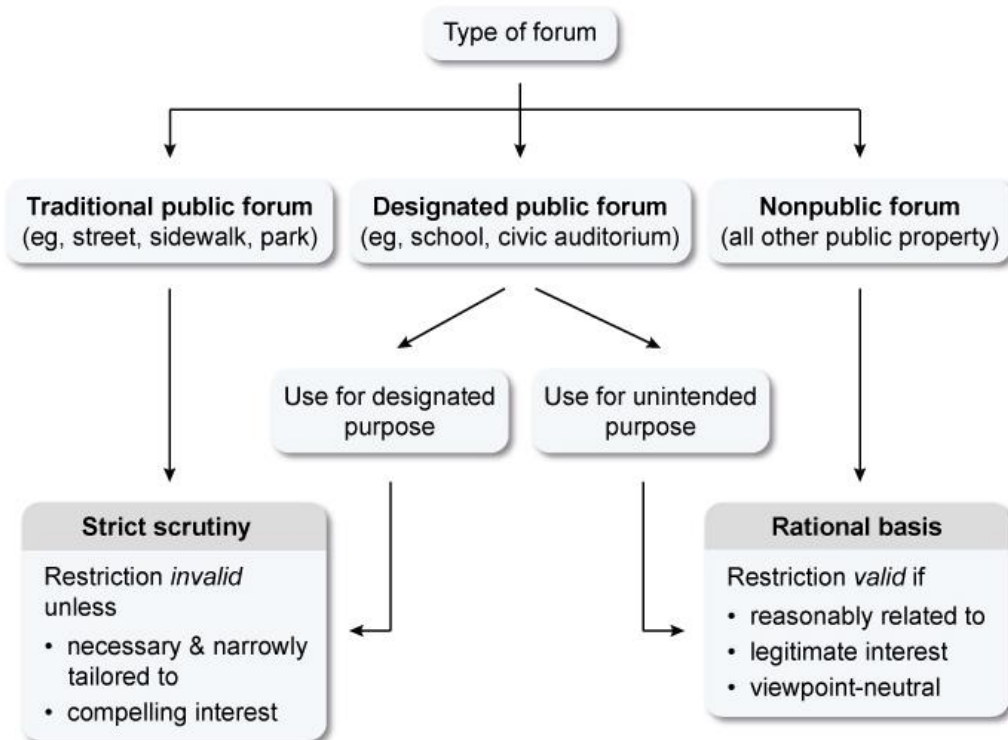 Type of forum
Traditional public forum
(eg, street, sidewalk, park)
Designated public forum
(eg, school, civic auditorium)
Nonpublic forum
(all other public property)
Use for designated
purpose
Use for unintended
purpose
Strict scrutiny
Restriction invalid
unless
• necessary & narrowly
tailored to
• compelling interest
Rational basis
Restriction valid if
• reasonably related to
• legitimate interest
• viewpoint-neutral